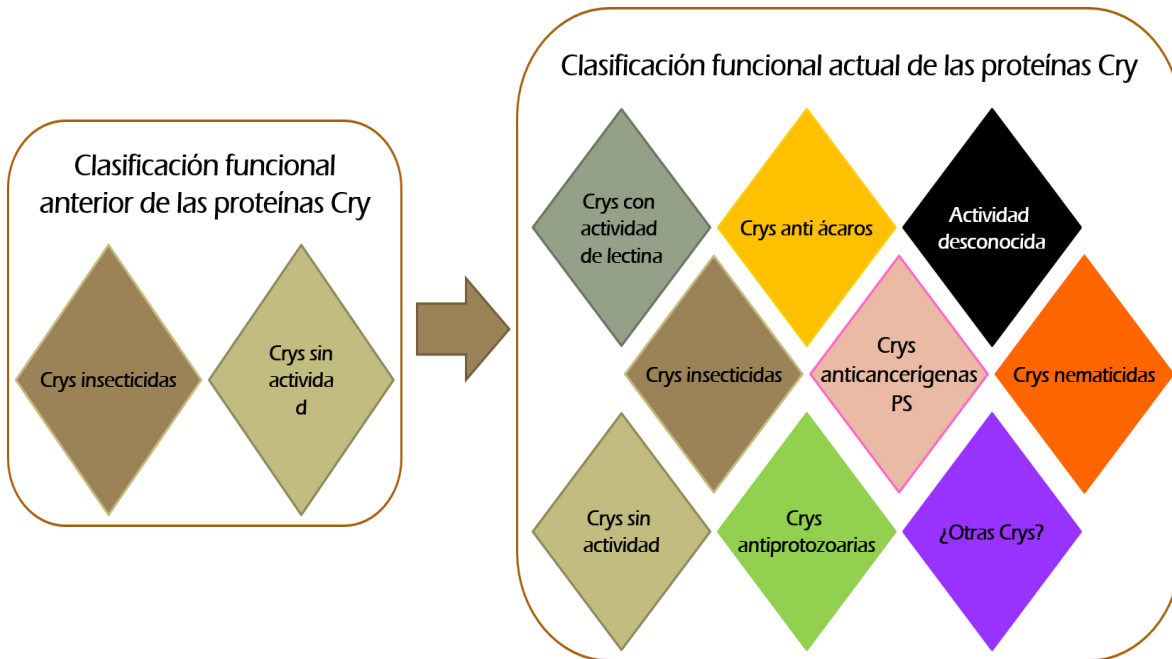 Clasificación funcional
anterior de las proteínas Cry
Crys insecticidas
Crys sin
activida
d
Clasificación funcional actual de las proteínas Cry
Crys con
actividad
de lectina
Crys anti ácaros
Actividad
desconocida
Crys insecticidas
Crys
anticancerígenas
PS
Crys nematicidas
Crys sin
actividad
Crys
antiprotozoarias
¿Otras Crys?